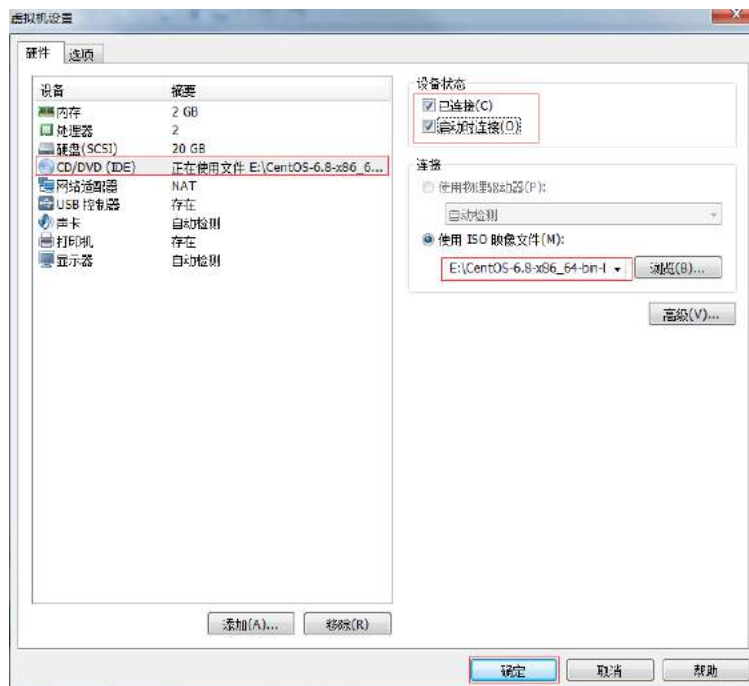 虚拟机设置
硬件 选项
设备 摘要
内存 2 GB
处理器 2
硬盘(SCSI) 20 GB
CD/DVD (IDE) 正在使用文件 E:\CentOS-6.8-x86_6...
网络适配器 NAT
USB 控制器 存在
声卡 自动检测
打印机 存在
显示器 自动检测
添加(A)... 移除(R)
设备状态
已连接(C)
启动时连接(O)
连接
使用物理驱动器(P):
自动检测
使用 ISO 映像文件(M):
E:\CentOS-6.8-x86_64-bin-I 浏览(B)...
高级(V)...
确定 取消 帮助